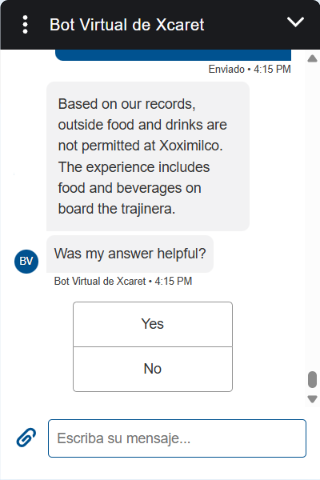 Bot Virtual de Xcaret
Enviado • 4:15 PM
Based on our records,
outside food and drinks are
not permitted at Xoximilco.
The experience includes
food and beverages on
board the trajinera.
Was my answer helpful?
BV
Bot Virtual de Xcaret • 4:15 PM
Yes
No
Escriba su mensaje...